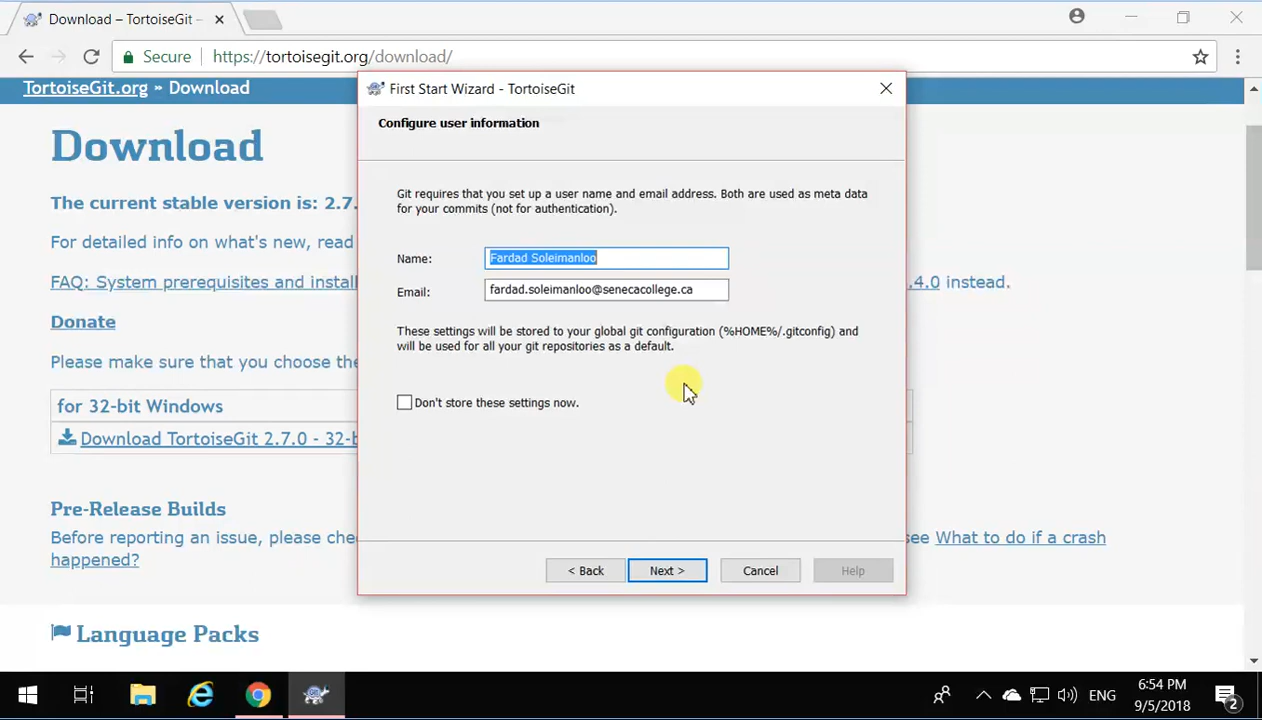 Download – TortoiseGit –
Secure
https://tortoisegit.org/download/
TortoiseGit.org » Download
Download
The current stable version is: 2.7.
For detailed info on what's new, read
FAQ: System prerequisites and instal
.4.0 instead.
Donate
Please make sure that you choose the
for 32-bit Windows
Download TortoiseGit 2.7.0 - 32-b
Pre-Release Builds
Before reporting an issue, please che
see What to do if a crash
happened?
Language Packs
First Start Wizard - TortoiseGit
Configure user information
Git requires that you set up a user name and email address. Both are used as meta data
for your commits (not for authentication).
Name:
Fardad Soleimanloo
Email:
fardad.soleimanloo@senecacollege.ca
These settings will be stored to your global git configuration (%HOME%/.gitconfig) and
will be used for all your git repositories as a default.
Don't store these settings now.
< Back
Next >
Cancel
Help
ENG
6:54 PM
9/5/2018
2